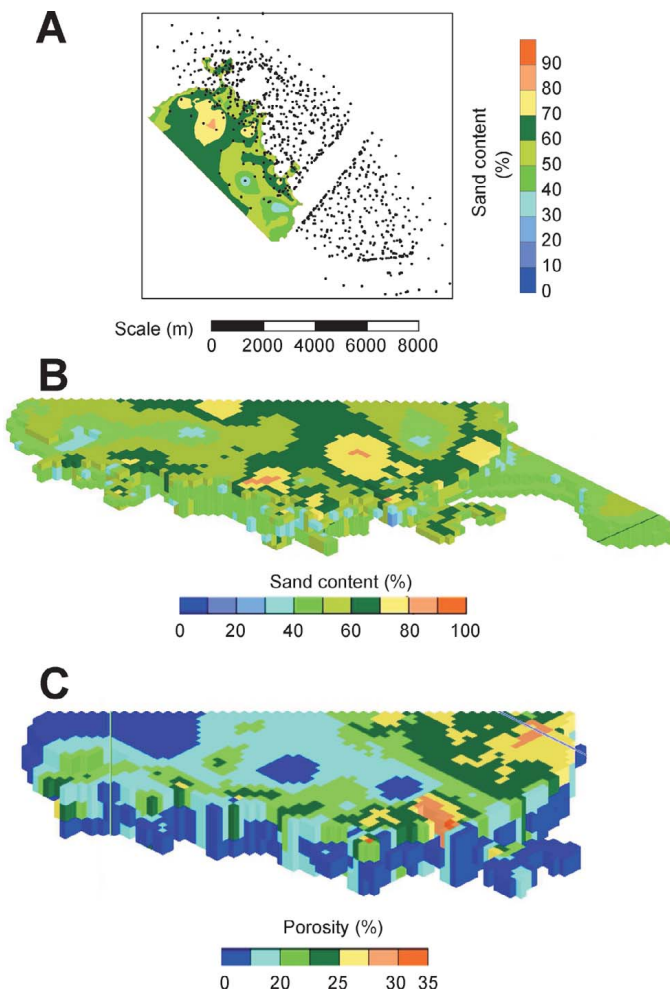 A
Sand content
(%)
90
80
70
60
50
40
30
20
10
0
Scale (m)
0 2000 4000 6000 8000
B
Sand content (%)
0 20 40 60 80 100
C
Porosity (%)
0 20 25 30 35